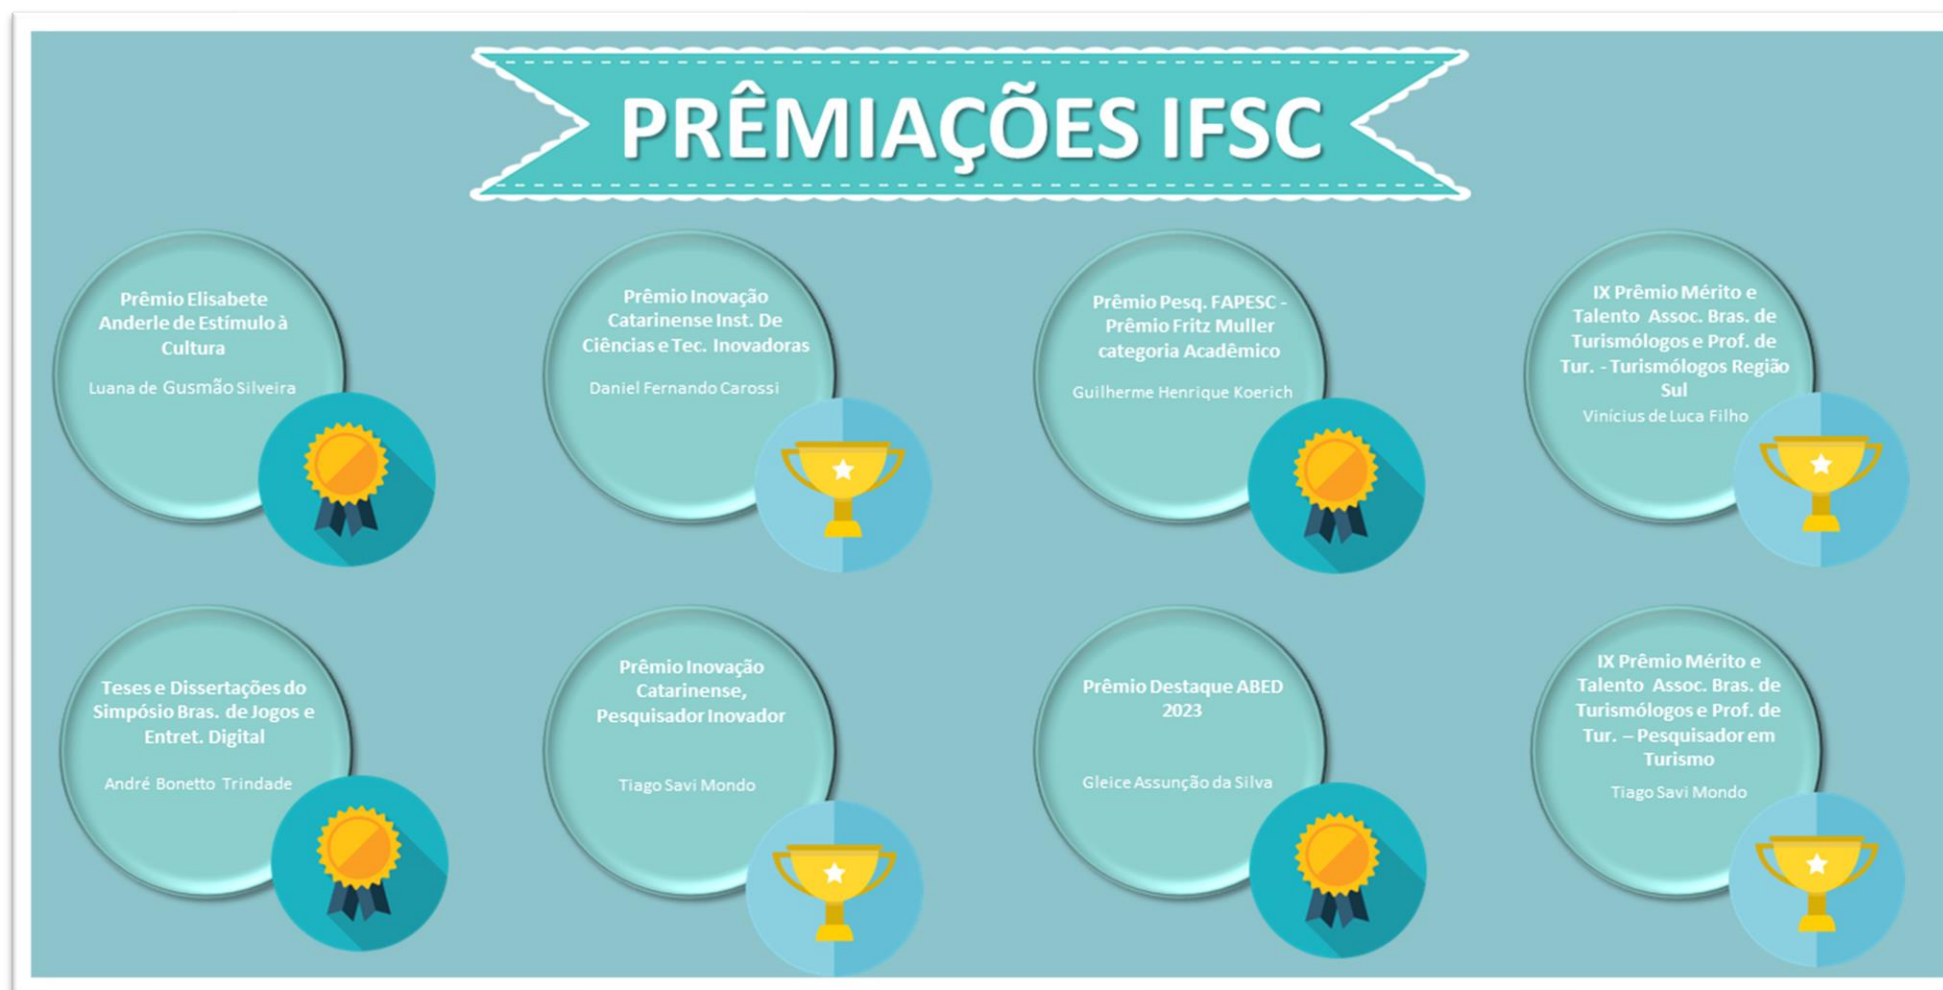 PRÊMIAÇÕES IFSC
Prêmio Elisabete
Anderle de Estímulo à
Cultura
Luana de Gusmão Silveira
Prêmio Inovação
Catarinense Inst. De
Ciências e Tec. Inovadoras
Daniel Fernando Carossi
Prêmio Pesq. FAPESC -
Prêmio Fritz Muller
categoria Acadêmico
Guilherme Henrique Koerich
IX Prêmio Mérito e
Talento Assoc. Bras. de
Turismólogos e Prof. de
Tur. - Turismólogos Região
Sul
Vinícius de Luca Filho
Teses e Dissertações do
Simpósio Bras. de Jogos e
Entret. Digital
André Bonetto Trindade
Prêmio Inovação
Catarinense,
Pesquisador Inovador
Tiago Savi Mondo
Prêmio Destaque ABED
2023
Gleice Assunção da Silva
IX Prêmio Mérito e
Talento Assoc. Bras. de
Turismólogos e Prof. de
Tur. – Pesquisador em
Turismo
Tiago Savi Mondo